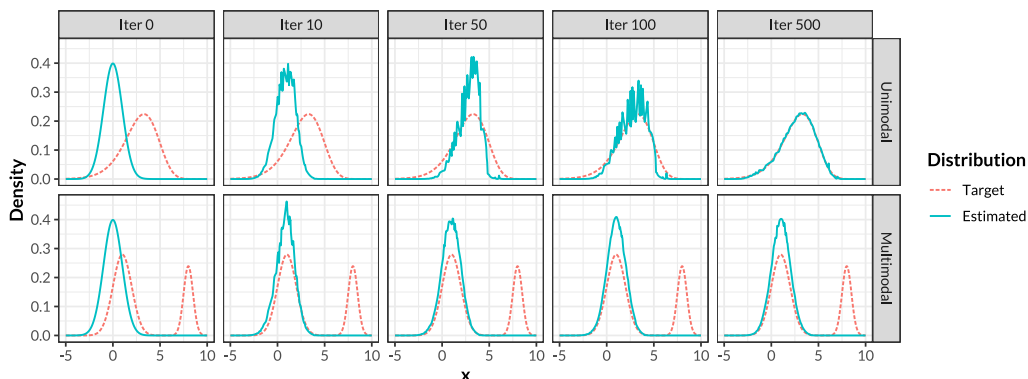 Iter 0 Iter 10 Iter 50 Iter 100 Iter 500
0.4
0.3
0.2
0.1
0.0
Unimodal
0.4
0.3
0.2
0.1
0.0
Multimodal
Density
-5 0 5 10 -5 0 5 10 -5 0 5 10 -5 0 5 10 -5 0 5 10
x
Distribution
Target
Estimated